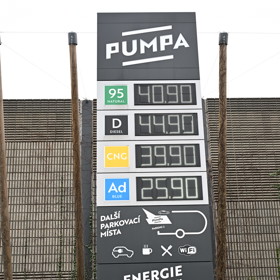 PUMPA
95 40.90
NATURAL
D 44.90
DIESEL
CNG 39.90
Ad 25.90
BLUE
DALŠÍ
PARKOVACÍ
MÍSTA
WiFi
ENERGIE